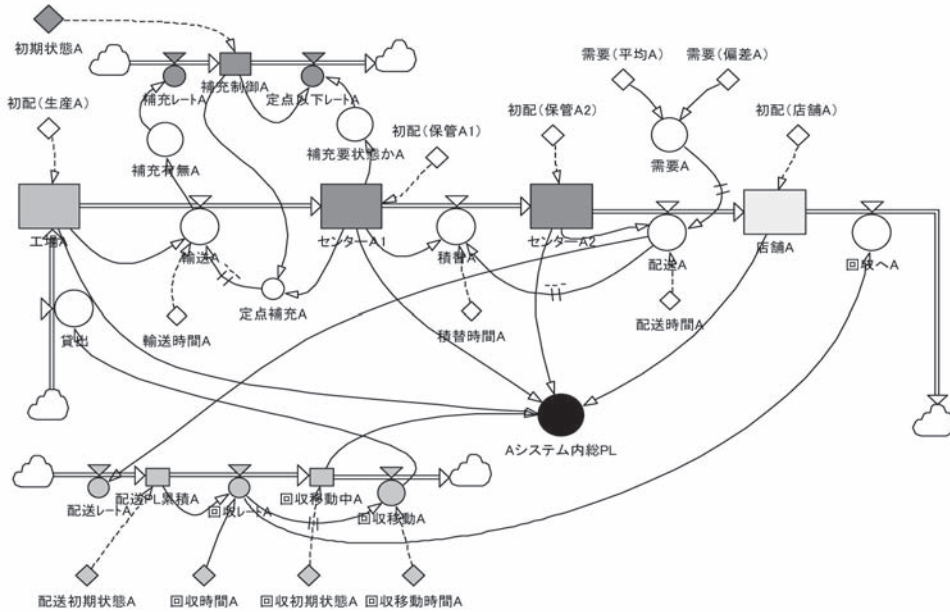 初期状態A
補充レートA
補充制御A
定点以下レートA
需要(平均A)
需要(偏差A)
初配(生産A)
補充有無A
補充要状態かA
初配(保管A1)
初配(保管A2)
需要A
初配(店舗A)
工場A
輸送A
センターA1
積替A
センターA2
配送A
店舗A
回収へA
定点補充A
貸出
輸送時間A
積替時間A
配送時間A
Aシステム内総PL
配送レートA
配送PL累積A
回収レートA
回収移動中A
回収移動A
配送初期状態A
回収時間A
回収初期状態A
回収移動時間A